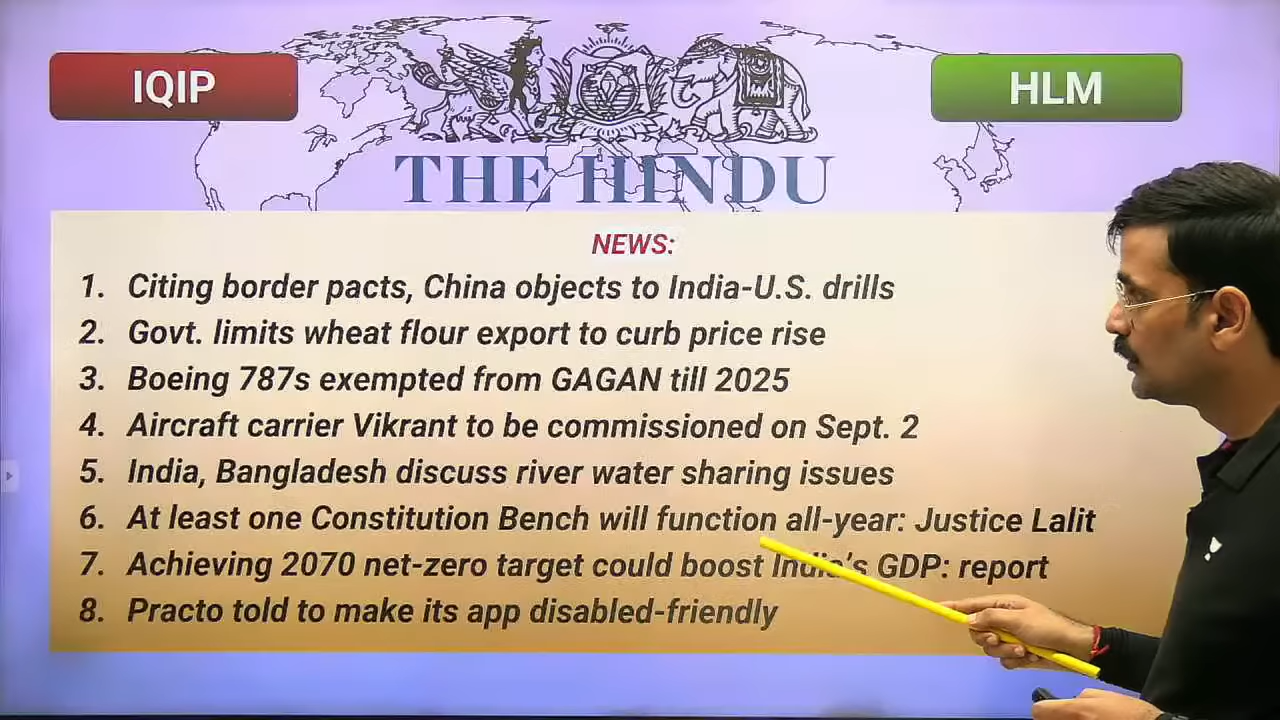 IQIP
HLM
THE HINDU
NEWS:
1. Citing border pacts, China objects to India-U.S. drills
2. Govt. limits wheat flour export to curb price rise
3. Boeing 787s exempted from GAGAN till 2025
4. Aircraft carrier Vikrant to be commissioned on Sept. 2
5. India, Bangladesh discuss river water sharing issues
6. At least one Constitution Bench will function all-year: Justice Lalit
7. Achieving 2070 net-zero target could boost India's GDP: report
8. Practo told to make its app disabled-friendly